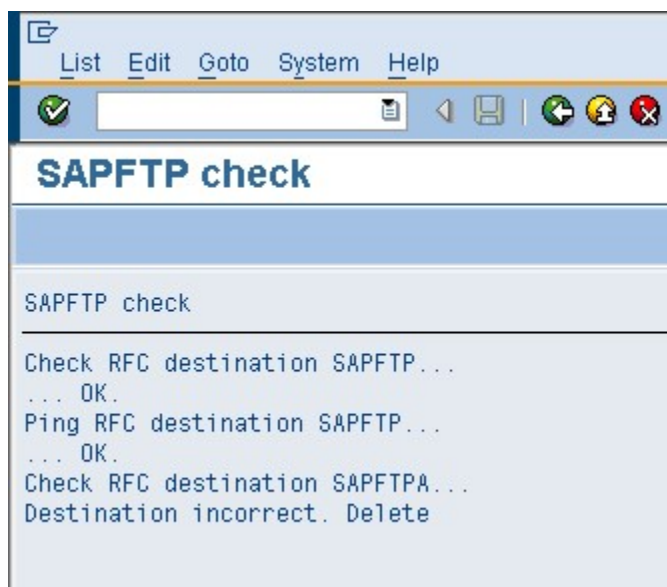 List Edit Goto System Help
SAPFTP check
SAPFTP check
Check RFC destination SAPFTP...
... OK.
Ping RFC destination SAPFTP...
... OK.
Check RFC destination SAPFTPA...
Destination incorrect. Delete